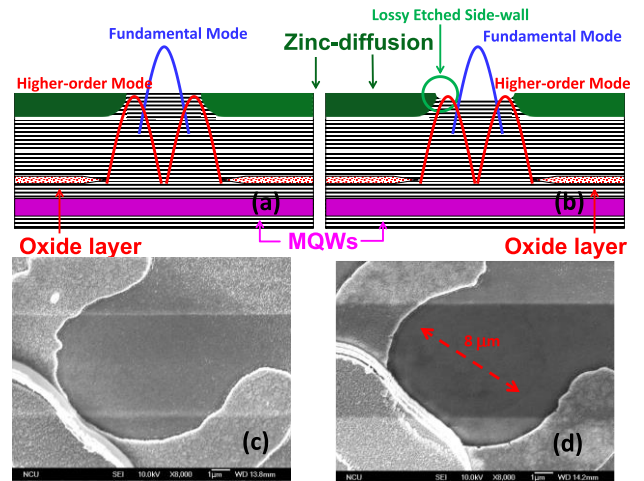 Lossy Etched Side-wall
Fundamental Mode
Zinc-diffusion
Fundamental Mode
Higher-order Mode
Higher-order Mode
(a)
(b)
Oxide layer
MQWs
Oxide layer
8 µm
(c)
(d)
NCU SEI 10.0kV X8,000 1µm WD 13.8mm
NCU SEI 10.0kV X8,000 1µm WD 14.2mm